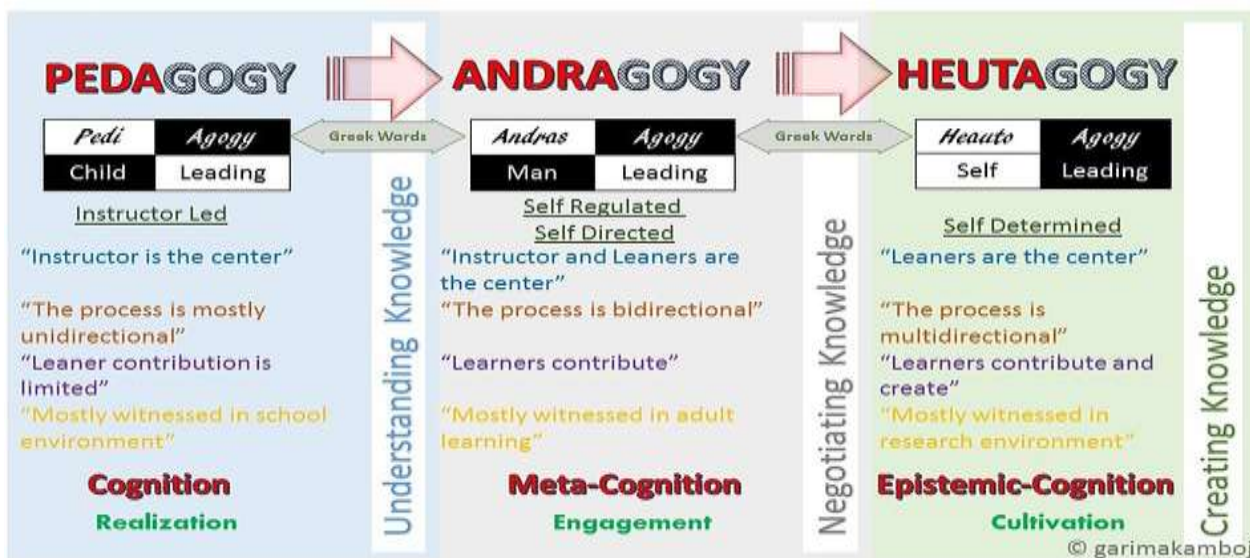 PEDAGOGY
Pedi Agogy
Child Leading
Instructor Led
“Instructor is the center”
“The process is mostly
unidirectional”
“Leaner contribution is
limited”
“Mostly witnessed in school
environment”
Cognition
Realization
Understanding Knowledge
Greek Words
ANDRAGOGY
Andras Agogy
Man Leading
Self Regulated
Self Directed
“Instructor and Leaners are
the center”
“The process is bidirectional”
“Learners contribute”
“Mostly witnessed in adult
learning”
Meta-Cognition
Engagement
Negotiating Knowledge
Greek Words
HEUTAGOGY
Heauto Agogy
Self Leading
Self Determined
“Leaners are the center”
“The process is
multidirectional”
“Learners contribute and
create”
“Mostly witnessed in
research environment”
Epistemic-Cognition
Cultivation
Creating Knowledge
© garimakamboj